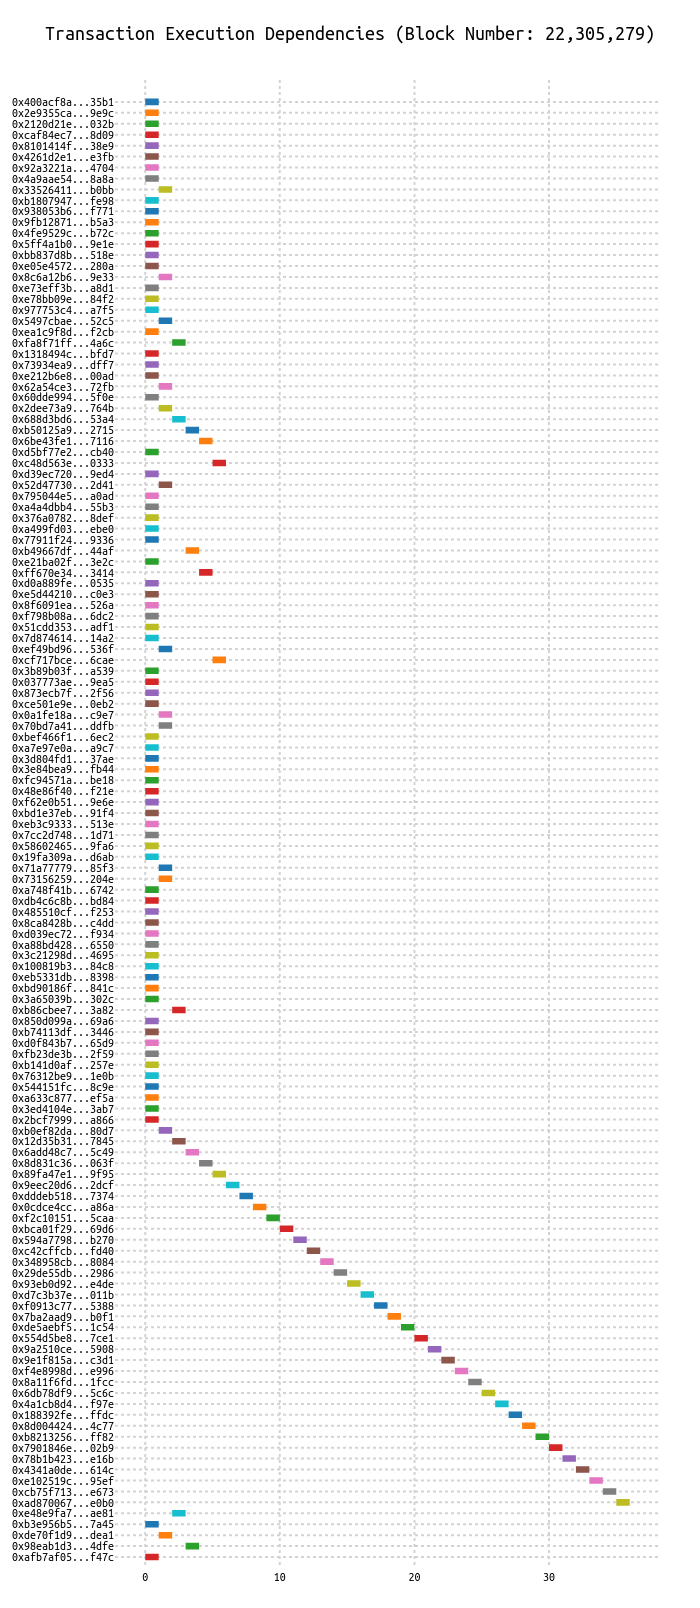 Transaction Execution Dependencies (Block Number: 22,305,279)
0x400acf8a...35b1
0x2e9355ca...9e9c
0x2120d21e...032b
0xcaf84ec7...8d09
0x8101414f...38e9
0x4261d2e1...e3fb
0x92a3221a...4704
0x4a9aae54...8a8a
0x33526411...b0bb
0xb1807947...fe98
0x938053b6...f771
0x9fb12871...b5a3
0x4fe9529c...b72c
0x5ff4a1b0...9e1e
0xbb837d8b...518e
0xe05e4572...280a
0x8c6a12b6...9e33
0xe73eff3b...a8d1
0xe78bb09e...84f2
0x977753c4...a7f5
0x5497cbae...52c5
0xea1c9f8d...f2cb
0xfa8f71ff...4a6c
0x1318494c...bfd7
0x73934ea9...dff7
0xe212b6e8...00ad
0x62a54ce3...72fb
0x60dde994...5f0e
0x2dee73a9...764b
0x688d3bd6...53a4
0xb50125a9...2715
0x6be43fe1...7116
0xd5bf77e2...cb40
0xc48d563e...0333
0xd39ec720...9ed4
0x52d47730...2d41
0x795044e5...a0ad
0xa4a4dbb4...55b3
0x376a0782...8def
0xa499fd03...ebe0
0x77911f24...9336
0xb49667df...44af
0xe21ba02f...3e2c
0xff670e34...3414
0xd0a889fe...0535
0xe5d44210...c0e3
0x8f6091ea...526a
0xf798b08a...6dc2
0x51cdd353...adf1
0x7d874614...14a2
0xef49bd96...536f
0xcf717bce...6cae
0x3b89b03f...a539
0x037773ae...9ea5
0x873ecb7f...2f56
0xce501e9e...0eb2
0x0a1fe18a...c9e7
0x70bd7a41...ddfb
0xbef466f1...6ec2
0xa7e97e0a...a9c7
0x3d804fd1...37ae
0x3e84bea9...fb44
0xfc94571a...be18
0x48e86f40...f21e
0xf62e0b51...9e6e
0xbd1e37eb...91f4
0xeb3c9333...513e
0x7cc2d748...1d71
0x58602465...9fa6
0x19fa309a...d6ab
0x71a77779...85f3
0x73156259...204e
0xa748f41b...6742
0xdb4c6c8b...bd84
0x485510cf...f253
0x8ca8428b...c4dd
0xd039ec72...f934
0xa88bd428...6550
0x3c21298d...4695
0x100819b3...84c8
0xeb5331db...8398
0xbd90186f...841c
0x3a65039b...302c
0xb86cbee7...3a82
0x850d099a...69a6
0xb74113df...3446
0xd0f843b7...65d9
0xfb23de3b...2f59
0xb141d0af...257e
0x76312be9...1e0b
0x544151fc...8c9e
0xa633c877...ef5a
0x3ed4104e...3ab7
0x2bcf7999...a866
0xb0ef82da...80d7
0x12d35b31...7845
0x6add48c7...5c49
0x8d831c36...063f
0x89fa47e1...9f95
0x9eec20d6...2dcf
0xdddeb518...7374
0x0cdce4cc...a86a
0xf2c10151...5caa
0xbca01f29...69d6
0x594a7798...b270
0xc42cffcb...fd40
0x348958cb...8084
0x29de55db...2986
0x93eb0d92...e4de
0xd7c3b37e...011b
0xf0913c77...5388
0x7ba2aad9...b0f1
0xde5aebf5...1c54
0x554d5be8...7ce1
0x9a2510ce...5908
0x9e1f815a...c3d1
0xf4e8998d...e996
0x8a11f6fd...1fcc
0x6db78df9...5c6c
0x4a1cb8d4...f97e
0x188392fe...ffdc
0x8d004424...4c77
0xb8213256...ff82
0x7901846e...02b9
0x78b1b423...e16b
0x4341a0de...614c
0xe102519c...95ef
0xcb75f713...e673
0xad870067...e0b0
0xe48e9fa7...ae81
0xb3e956b5...7a45
0xde70f1d9...dea1
0x98eab1d3...4dfe
0xafb7af05...f47c
0 10 20 30